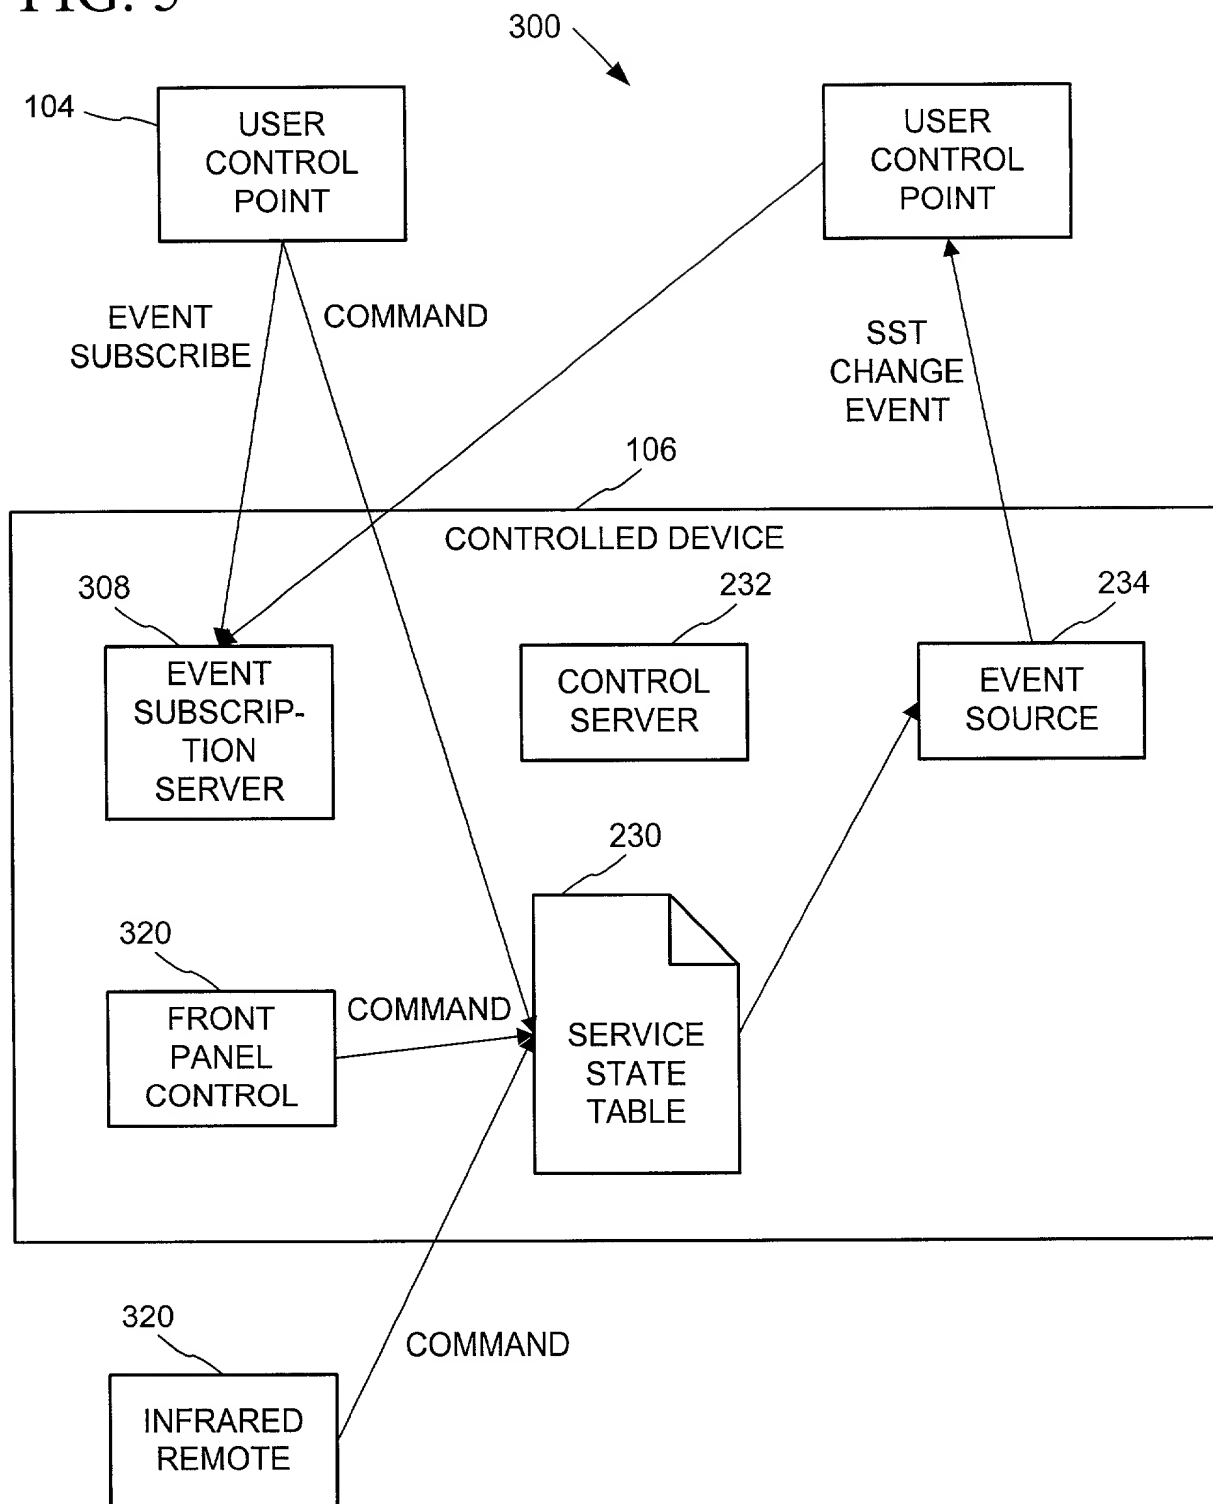 300
104
USER
CONTROL
POINT
USER
CONTROL
POINT
EVENT
SUBSCRIBE
COMMAND
SST
CHANGE
EVENT
106
CONTROLLED DEVICE
308
232
234
EVENT
SUBSCRIP-
TION
SERVER
CONTROL
SERVER
EVENT
SOURCE
230
320
FRONT
PANEL
CONTROL
COMMAND
SERVICE
STATE
TABLE
320
COMMAND
INFRARED
REMOTE